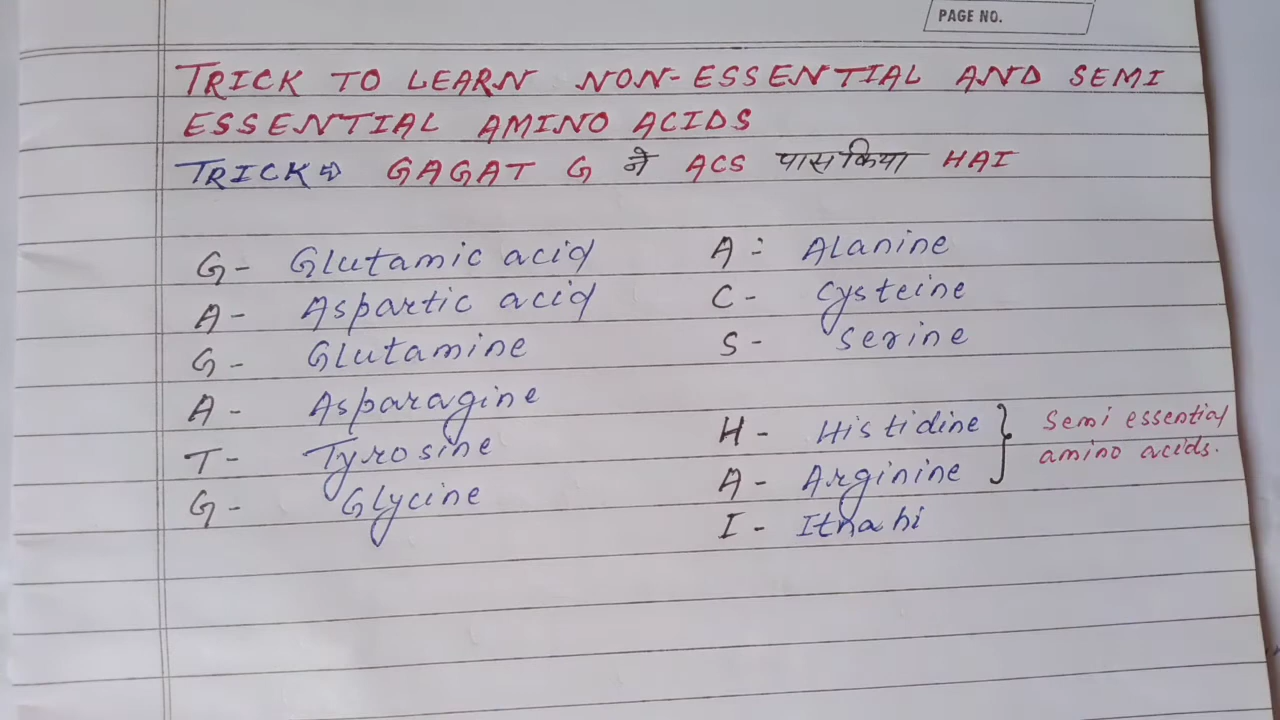 PAGE NO.
TRICK TO LEARN NON-ESSENTIAL AND SEMI
ESSENTIAL AMINO ACIDS
TRICK ⇨ GAGAT G ने ACS पास किया HAI
G- Glutamic acid
A- Aspartic acid
G- Glutamine
A- Asparagine
T- Tyrosine
G- Glycine
A- Alanine
C- Cysteine
S- Serine
H- Histidine
A- Arginine
I- Itna hi
Semi essential
amino acids.